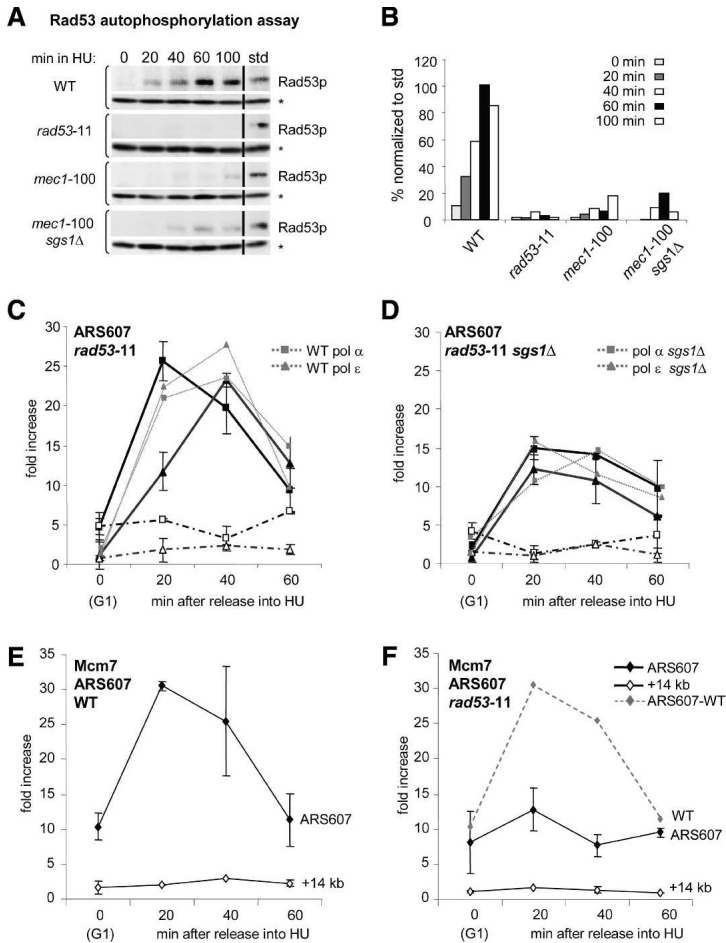 A Rad53 autophosphorylation assay
min in HU: 0 20 40 60 100 std
WT Rad53p
*
rad53-11 Rad53p
*
mec1-100 Rad53p
*
mec1-100 sgs1Δ Rad53p
*
B
% normalized to std
120
100
80
60
40
20
0
0 min
20 min
40 min
60 min
100 min
WT rad53-11 mec1-100 mec1-100 sgs1Δ
C
ARS607
rad53-11
WT pol α
WT pol ε
fold increase
30
25
20
15
10
5
0
0 20 40 60
(G1) min after release into HU
D
ARS607
rad53-11 sgs1Δ
pol α sgs1Δ
pol ε sgs1Δ
fold increase
30
25
20
15
10
5
0
0 20 40 60
(G1) min after release into HU
E
Mcm7
ARS607
WT
fold increase
35
30
25
20
15
10
5
0
ARS607
+14 kb
0 20 40 60
(G1) min after release into HU
F
Mcm7
ARS607
rad53-11
ARS607
+14 kb
ARS607-WT
fold increase
35
30
25
20
15
10
5
0
WT
ARS607
+14 kb
0 20 40 60
(G1) min after release into HU